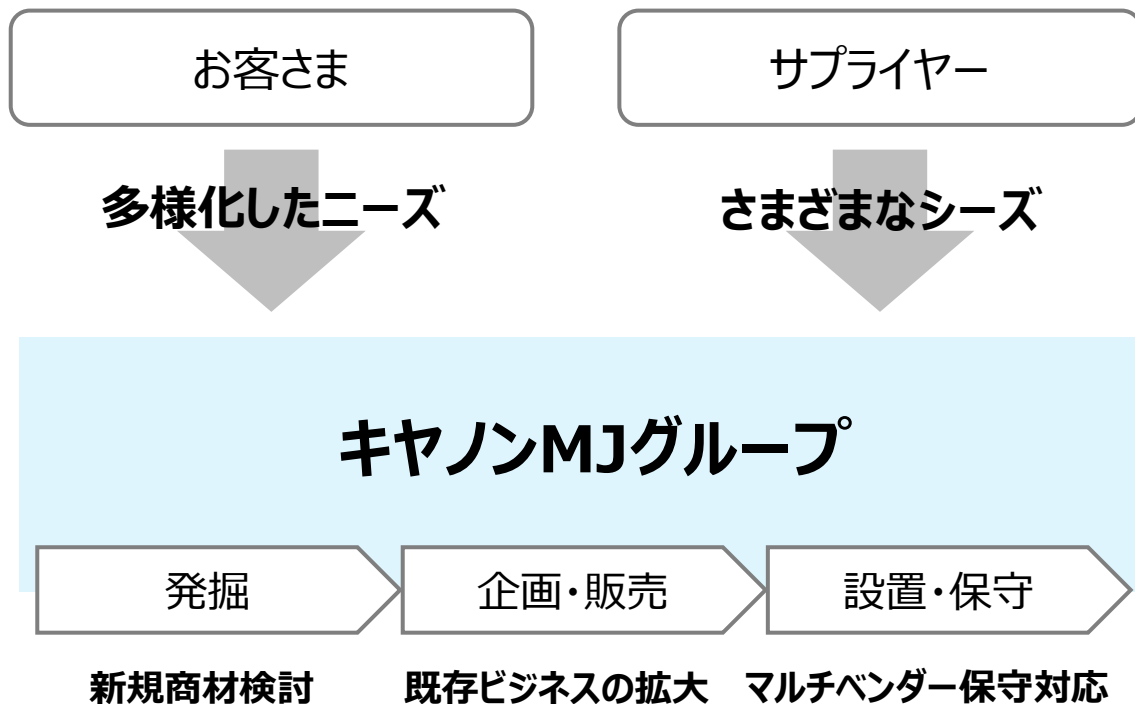 お客さま
サプライヤー
多様化したニーズ
さまざまなシーズ
キヤノンMJグループ
発掘
企画・販売
設置・保守
新規商材検討
既存ビジネスの拡大
マルチベンダー保守対応